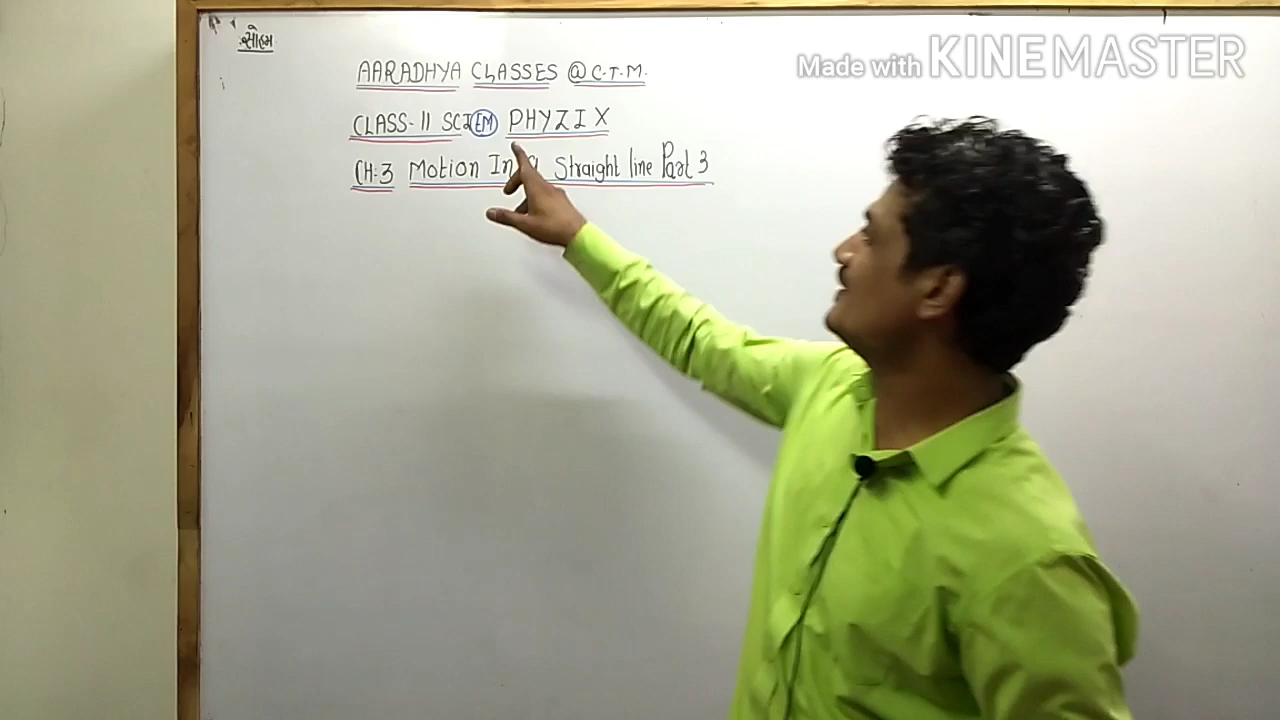 સોહમ
Made with KINEMASTER
AARADHYA CLASSES @ C.T.M.
CLASS-11 SCI EM PHYZIX
CH:3 Motion In a Straight line Part 3